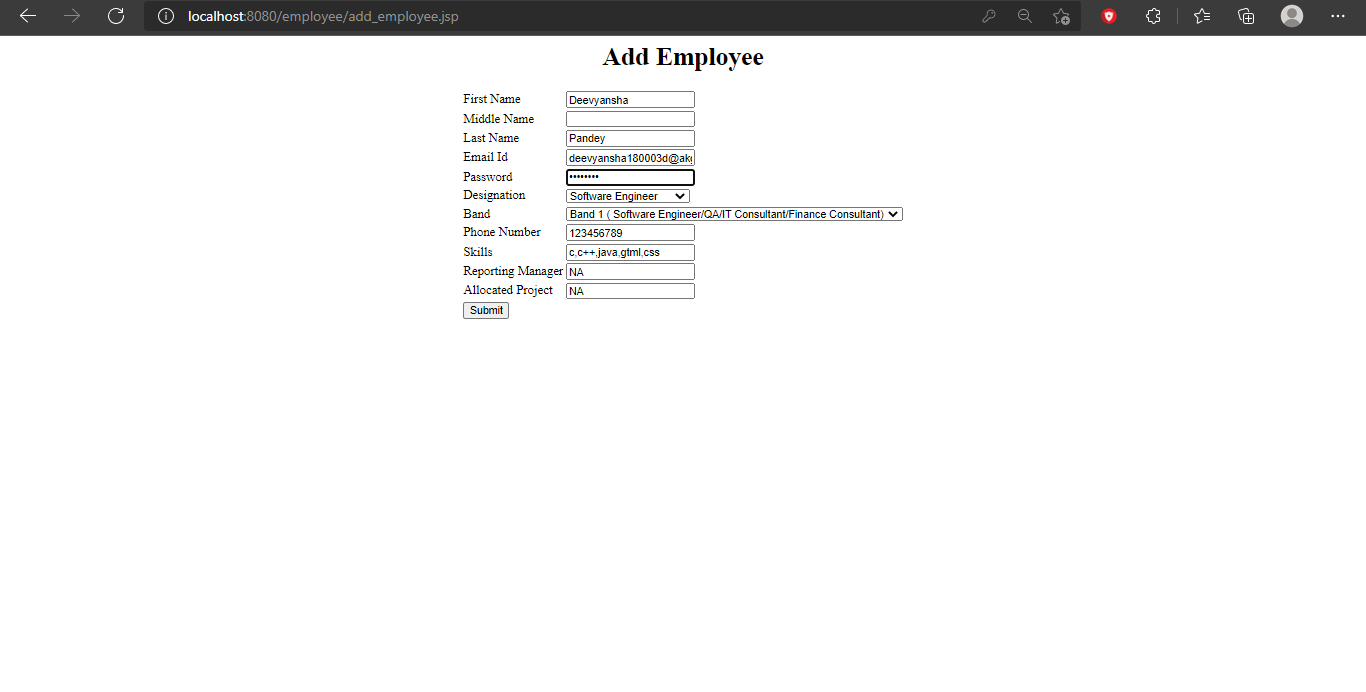 localhost:8080/employee/add_employee.jsp
Add Employee
First Name Deevyansha
Middle Name
Last Name Pandey
Email Id deevyansha180003d@ak
Password ••••••••
Designation Software Engineer
Band Band 1 ( Software Engineer/QA/IT Consultant/Finance Consultant)
Phone Number 123456789
Skills c,c++,java,gtml,css
Reporting Manager NA
Allocated Project NA
Submit